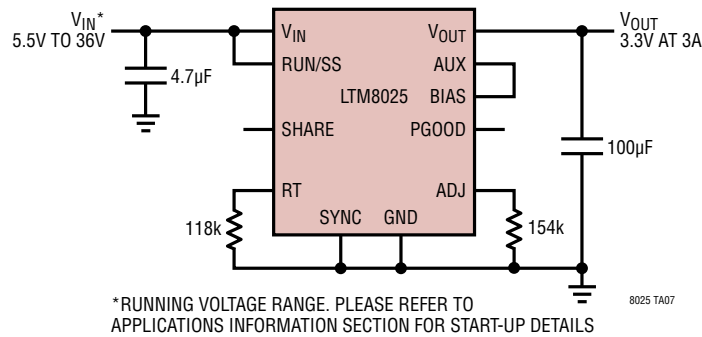 VIN*
5.5V TO 36V
VOUT
3.3V AT 3A
VIN
VOUT
RUN/SS
AUX
4.7µF
LTM8025
BIAS
SHARE
PGOOD
100µF
RT
ADJ
118k
SYNC
GND
154k
*RUNNING VOLTAGE RANGE. PLEASE REFER TO
APPLICATIONS INFORMATION SECTION FOR START-UP DETAILS
8025 TA07